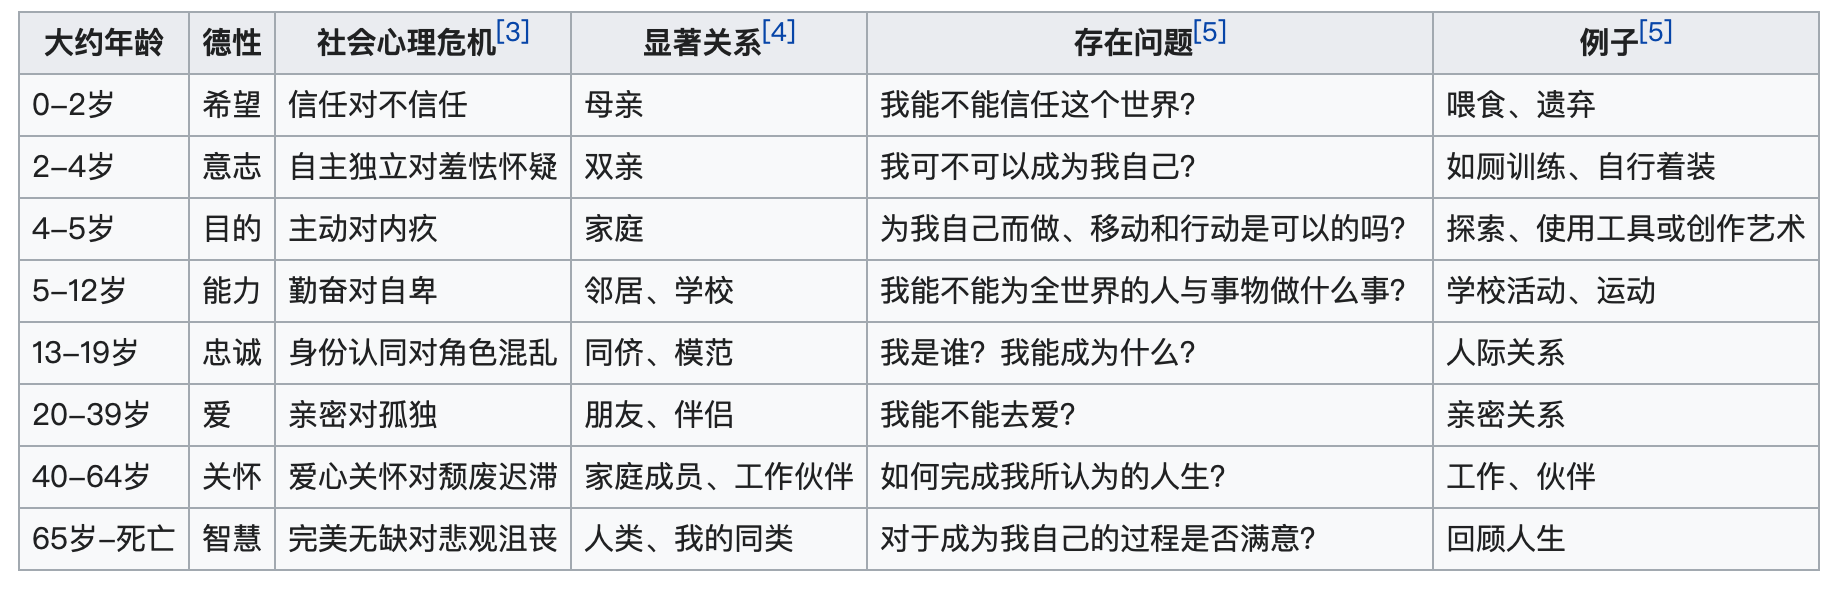 大约年龄 德性 社会心理危机[3] 显著关系[4] 存在问题[5] 例子[5]
0–2岁 希望 信任对不信任 母亲 我能不能信任这个世界? 喂食、遗弃
2–4岁 意志 自主独立对羞怯怀疑 双亲 我可不可以成为我自己? 如厕训练、自行着装
4–5岁 目的 主动对内疚 家庭 为我自己而做、移动和行动是可以的吗? 探索、使用工具或创作艺术
5–12岁 能力 勤奋对自卑 邻居、学校 我能不能为全世界的人与事物做什么事? 学校活动、运动
13–19岁 忠诚 身份认同对角色混乱 同侪、模范 我是谁? 我能成为什么? 人际关系
20–39岁 爱 亲密对孤独 朋友、伴侣 我能不能去爱? 亲密关系
40–64岁 关怀 爱心关怀对颓废迟滞 家庭成员、工作伙伴 如何完成我所认为的人生? 工作、伙伴
65岁–死亡 智慧 完美无缺对悲观沮丧 人类、我的同类 对于成为我自己的过程是否满意? 回顾人生